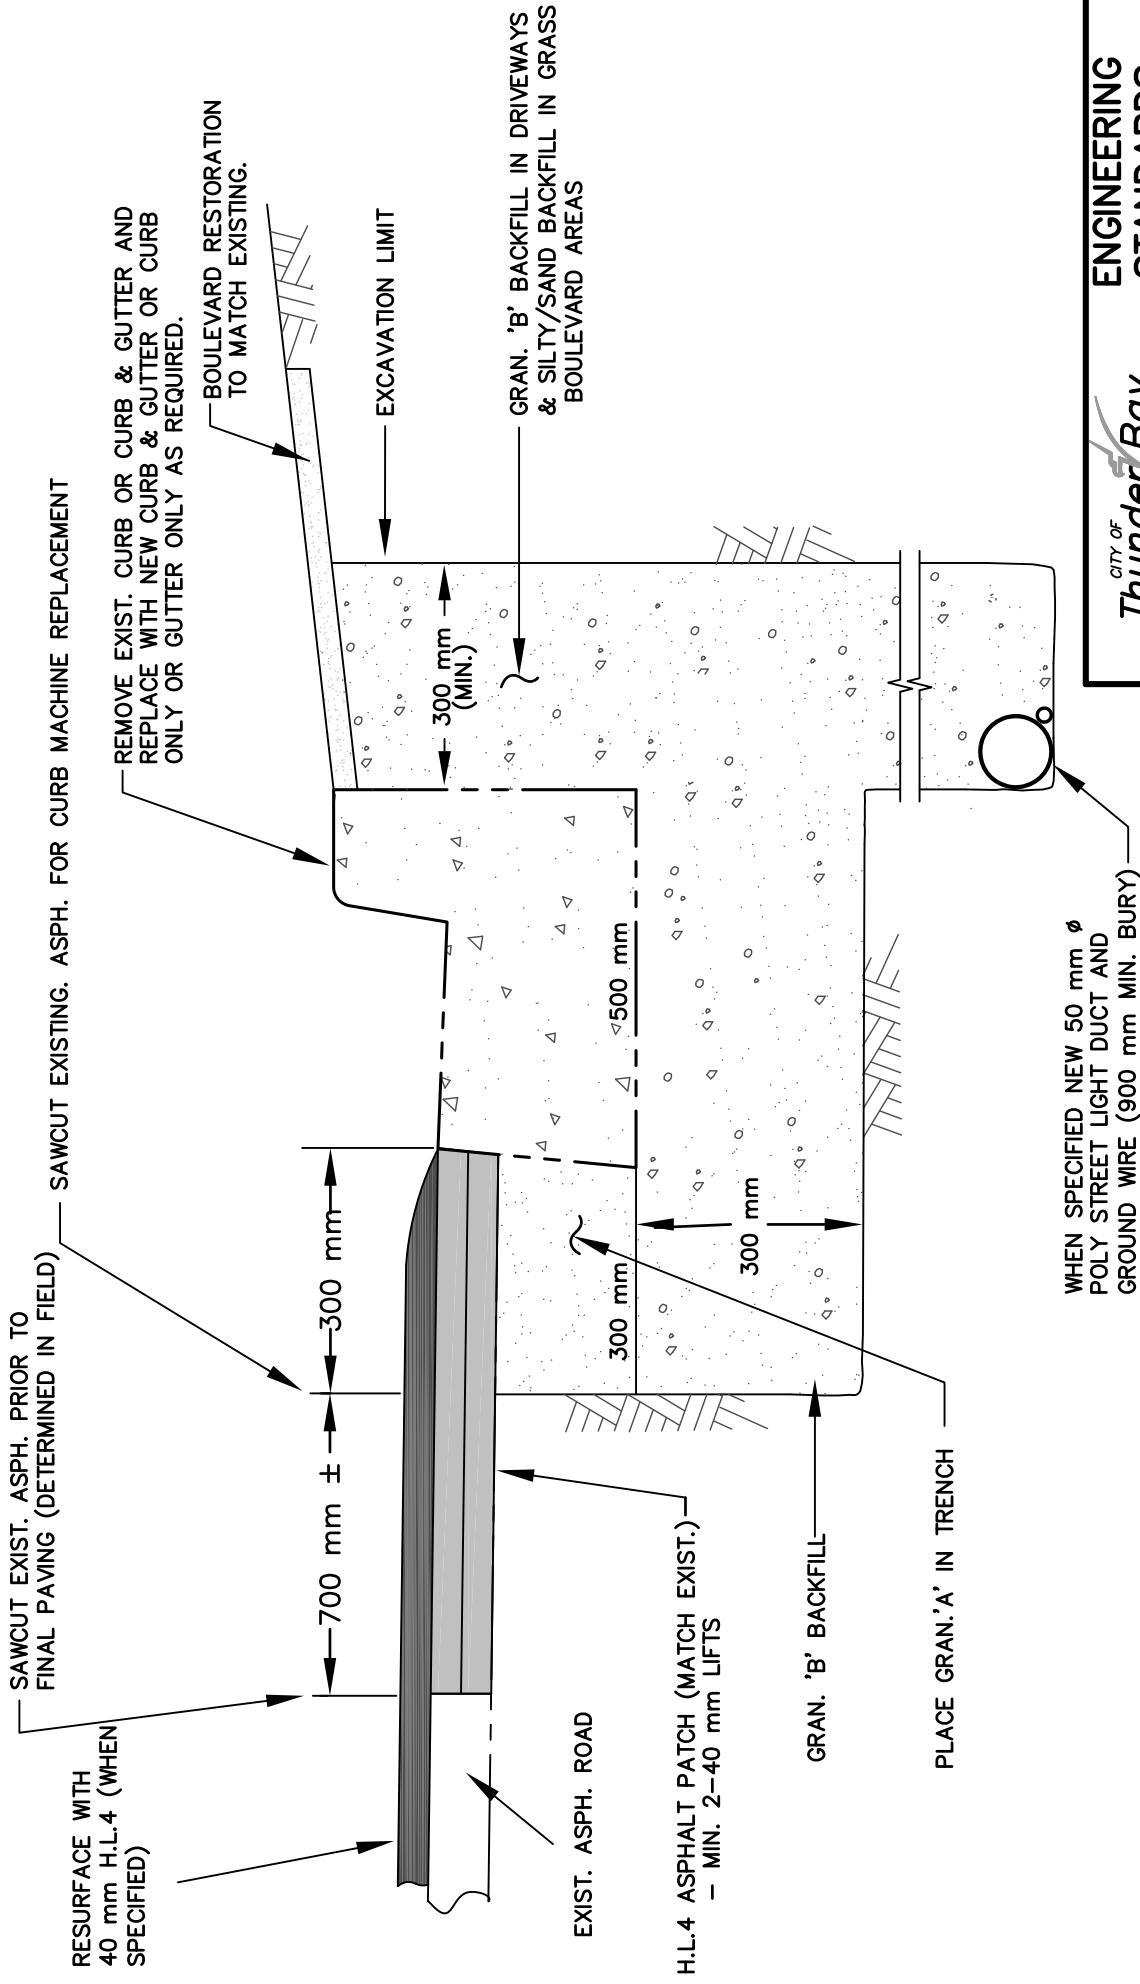 RESURFACE WITH
40 mm H.L.4 (WHEN
SPECIFIED)
SAWCUT EXIST. ASPH. PRIOR TO
FINAL PAVING (DETERMINED IN FIELD)
SAWCUT EXISTING. ASPH. FOR CURB MACHINE REPLACEMENT
REMOVE EXIST. CURB OR CURB & GUTTER AND
REPLACE WITH NEW CURB & GUTTER OR CURB
ONLY OR GUTTER ONLY AS REQUIRED.
BOULEVARD RESTORATION
TO MATCH EXISTING.
EXCAVATION LIMIT
GRAN. 'B' BACKFILL IN DRIVEWAYS
& SILTY/SAND BACKFILL IN GRASS
BOULEVARD AREAS
700 mm ±
300 mm
300 mm
(MIN.)
300 mm
500 mm
300 mm
EXIST. ASPH. ROAD
H.L.4 ASPHALT PATCH (MATCH EXIST.)
- MIN. 2-40 mm LIFTS
GRAN. 'B' BACKFILL
PLACE GRAN.'A' IN TRENCH
WHEN SPECIFIED NEW 50 mm ø
POLY STREET LIGHT DUCT AND
GROUND WIRE (900 mm MIN. BURY)
CITY OF
Thunder Bay
ENGINEERING
STANDARDS